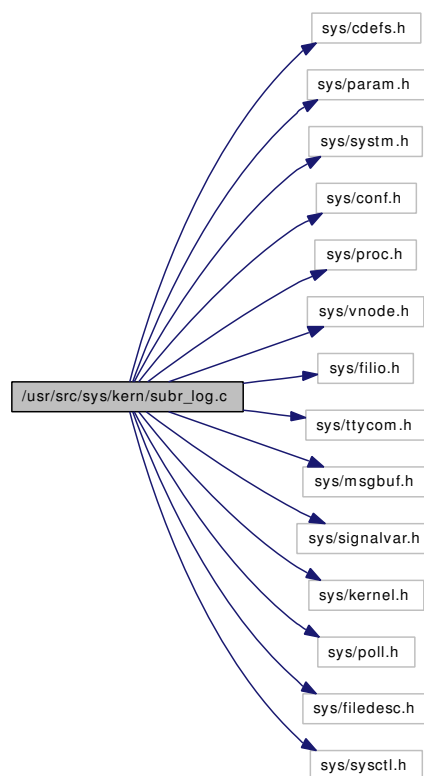 sys/cdefs.h
sys/param.h
sys/systm.h
sys/conf.h
sys/proc.h
sys/vnode.h
sys/filio.h
/usr/src/sys/kern/subr_log.c
sys/ttycom.h
sys/msgbuf.h
sys/signalvar.h
sys/kernel.h
sys/poll.h
sys/filedesc.h
sys/sysctl.h